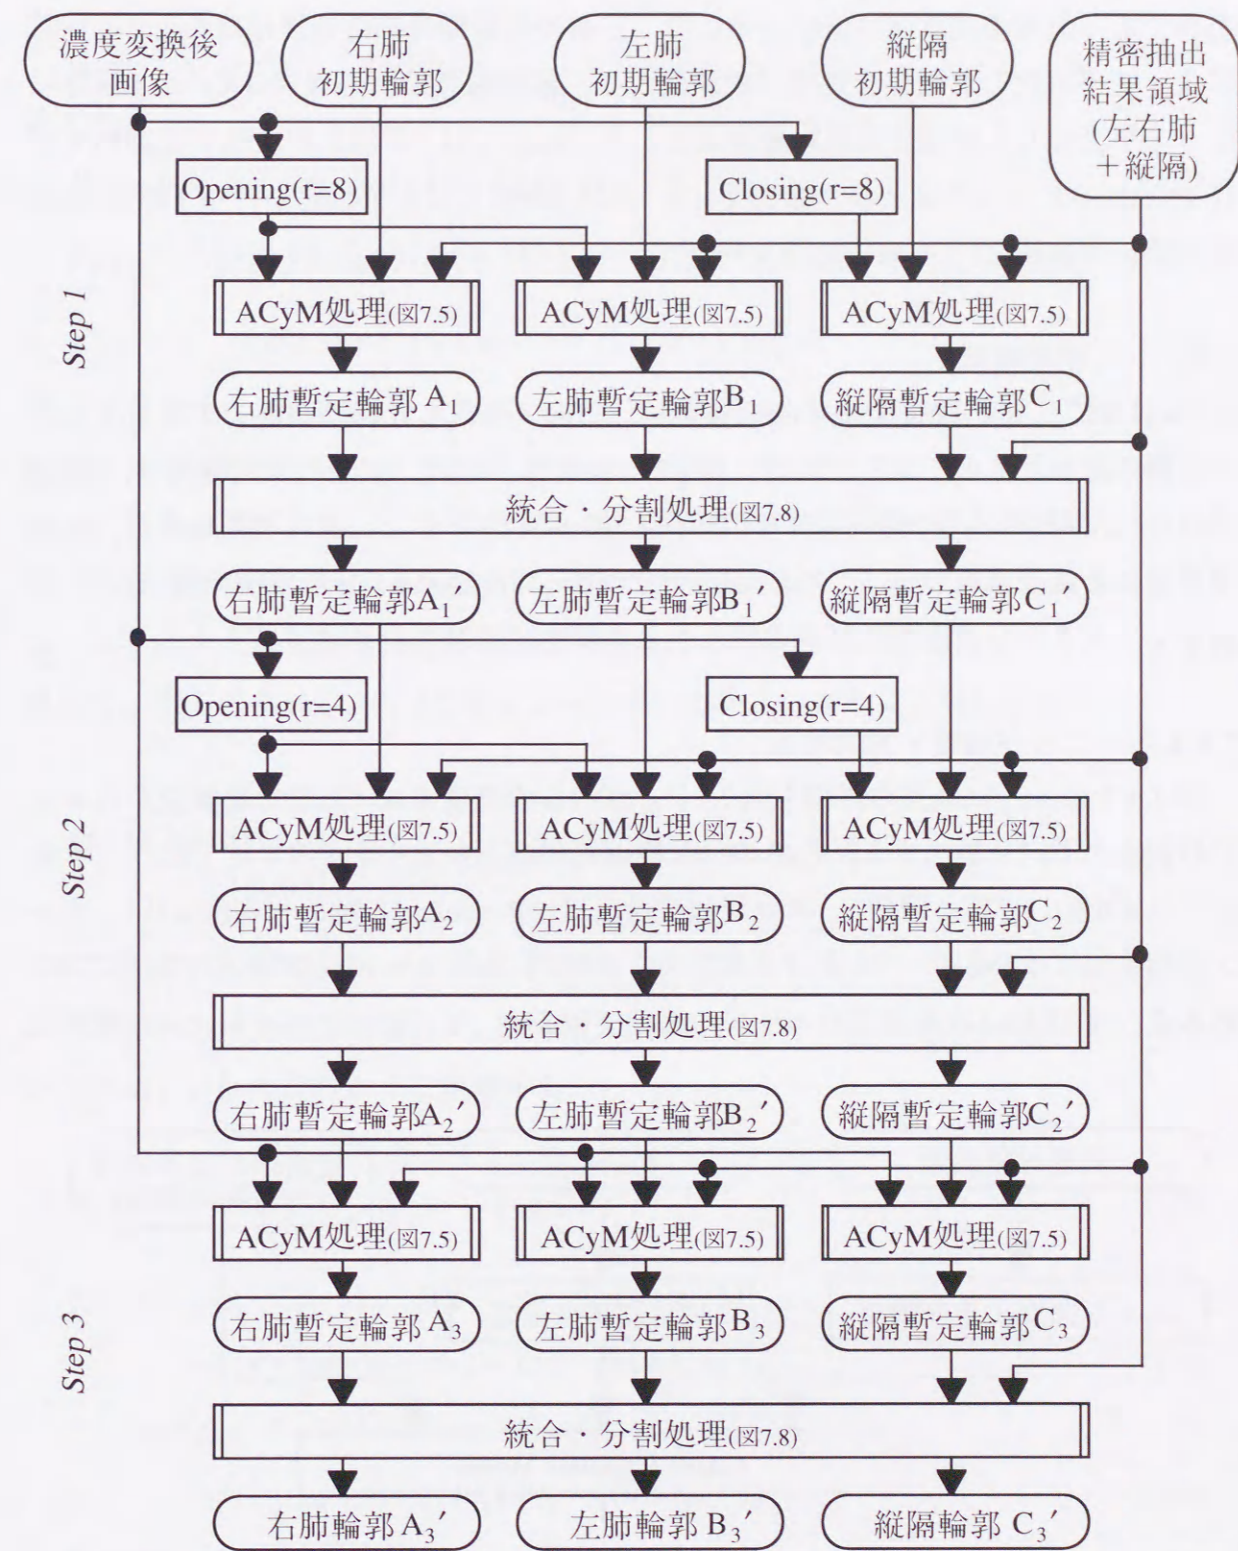 濃度変換後
画像
右肺
初期輪郭
左肺
初期輪郭
縦隔
初期輪郭
精密抽出
結果領域
(左右肺
＋縦隔)
Opening(r=8)
Closing(r=8)
Step 1
ACyM処理(図7.5)
ACyM処理(図7.5)
ACyM処理(図7.5)
右肺暫定輪郭A1
左肺暫定輪郭B1
縦隔暫定輪郭C1
統合・分割処理(図7.8)
右肺暫定輪郭A1′
左肺暫定輪郭B1′
縦隔暫定輪郭C1′
Opening(r=4)
Closing(r=4)
Step 2
ACyM処理(図7.5)
ACyM処理(図7.5)
ACyM処理(図7.5)
右肺暫定輪郭A2
左肺暫定輪郭B2
縦隔暫定輪郭C2
統合・分割処理(図7.8)
右肺暫定輪郭A2′
左肺暫定輪郭B2′
縦隔暫定輪郭C2′
Step 3
ACyM処理(図7.5)
ACyM処理(図7.5)
ACyM処理(図7.5)
右肺暫定輪郭A3
左肺暫定輪郭B3
縦隔暫定輪郭C3
統合・分割処理(図7.8)
右肺輪郭A3′
左肺輪郭B3′
縦隔輪郭C3′